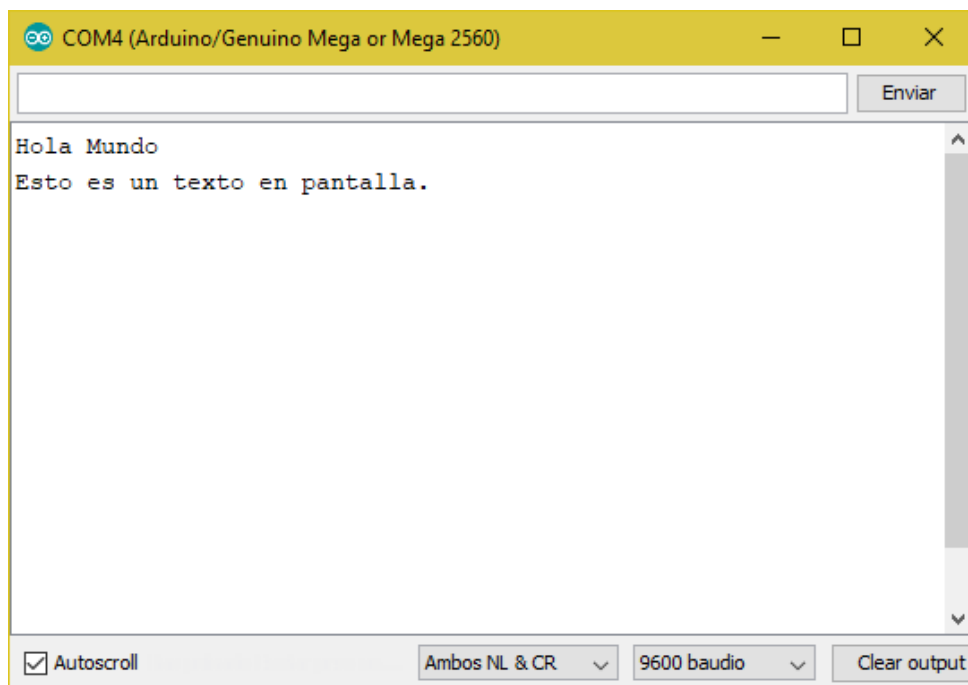 COM4 (Arduino/Genuino Mega or Mega 2560)
Enviar
Hola Mundo
Esto es un texto en pantalla.
Autoscroll
Ambos NL & CR
9600 baudio
Clear output